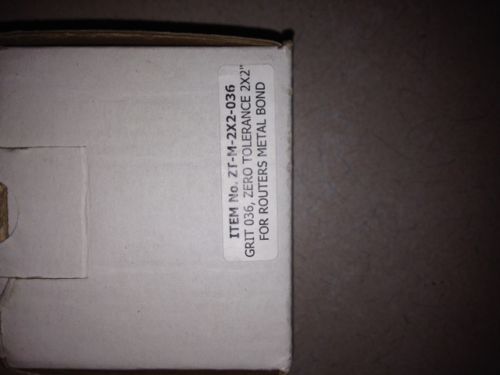 ITEM No. ZT-M-2X2-036
GRIT 036, ZERO TOLERANCE 2X2"
FOR ROUTERS METAL BOND